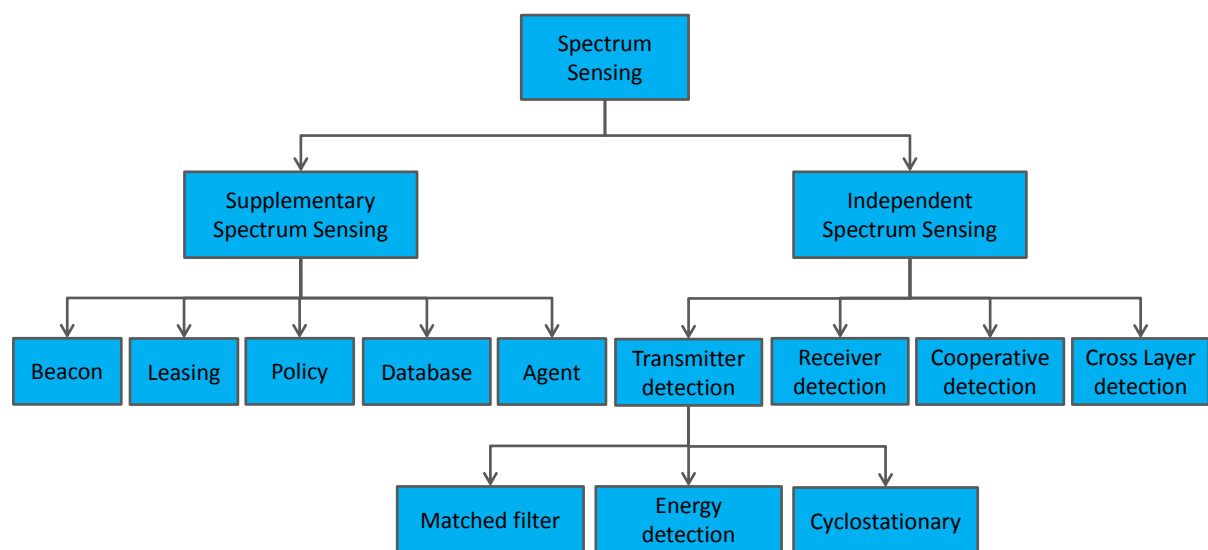 Spectrum
Sensing
Supplementary
Spectrum Sensing
Independent
Spectrum Sensing
Beacon
Leasing
Policy
Database
Agent
Transmitter
detection
Receiver
detection
Cooperative
detection
Cross Layer
detection
Matched filter
Energy
detection
Cyclostationary